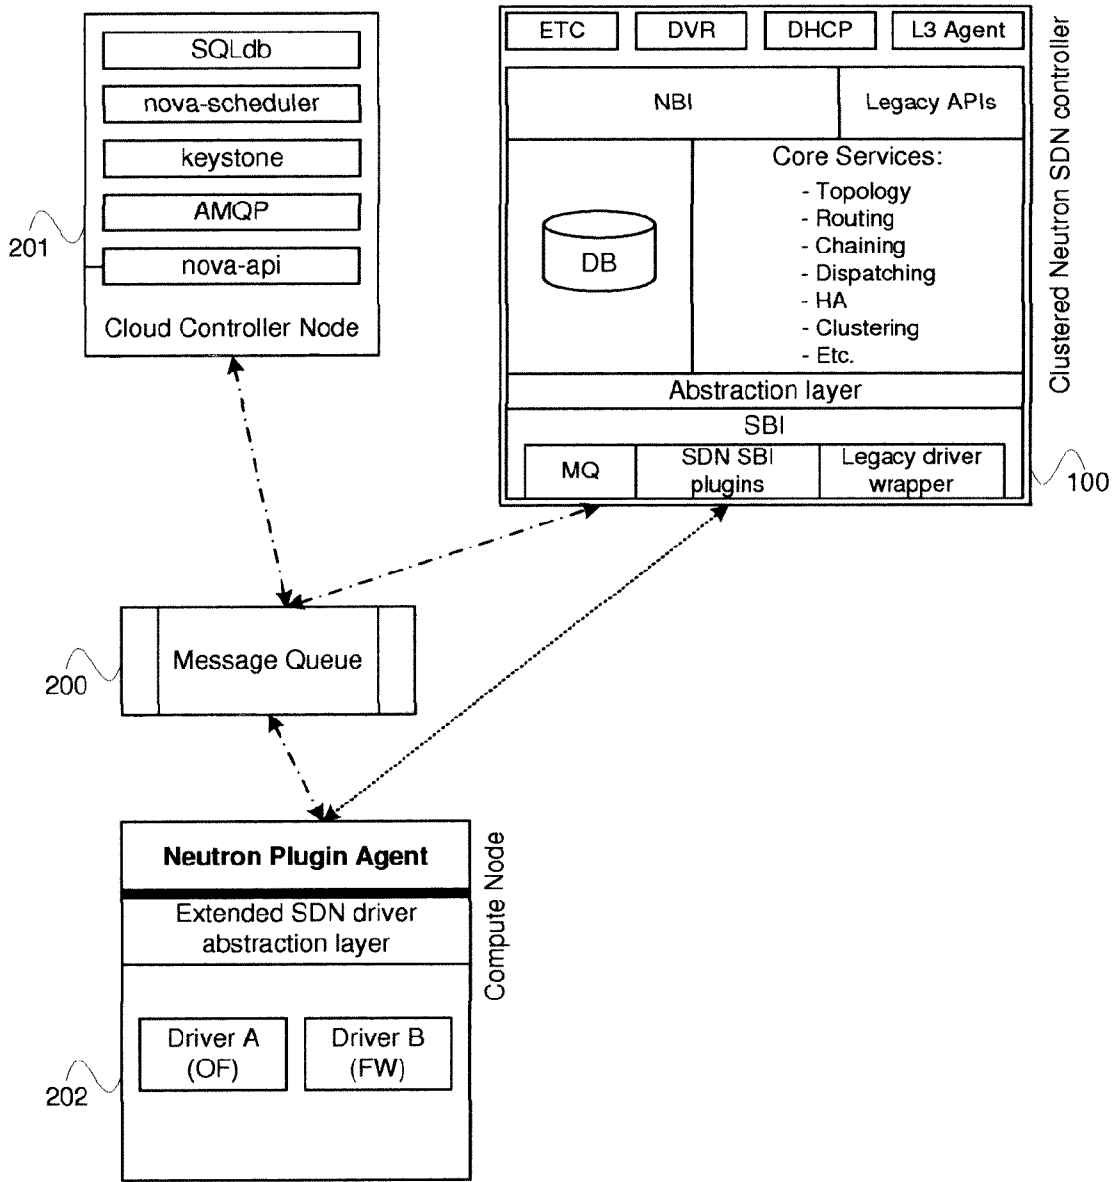 SQLdb
nova-scheduler
keystone
AMQP
nova-api
Cloud Controller Node
201
ETC
DVR
DHCP
L3 Agent
NBI
Legacy APIs
DB
Core Services:
- Topology
- Routing
- Chaining
- Dispatching
- HA
- Clustering
- Etc.
Abstraction layer
SBI
MQ
SDN SBI
plugins
Legacy driver
wrapper
Clustered Neutron SDN controller
100
Message Queue
200
Neutron Plugin Agent
Extended SDN driver
abstraction layer
Driver A
(OF)
Driver B
(FW)
Compute Node
202